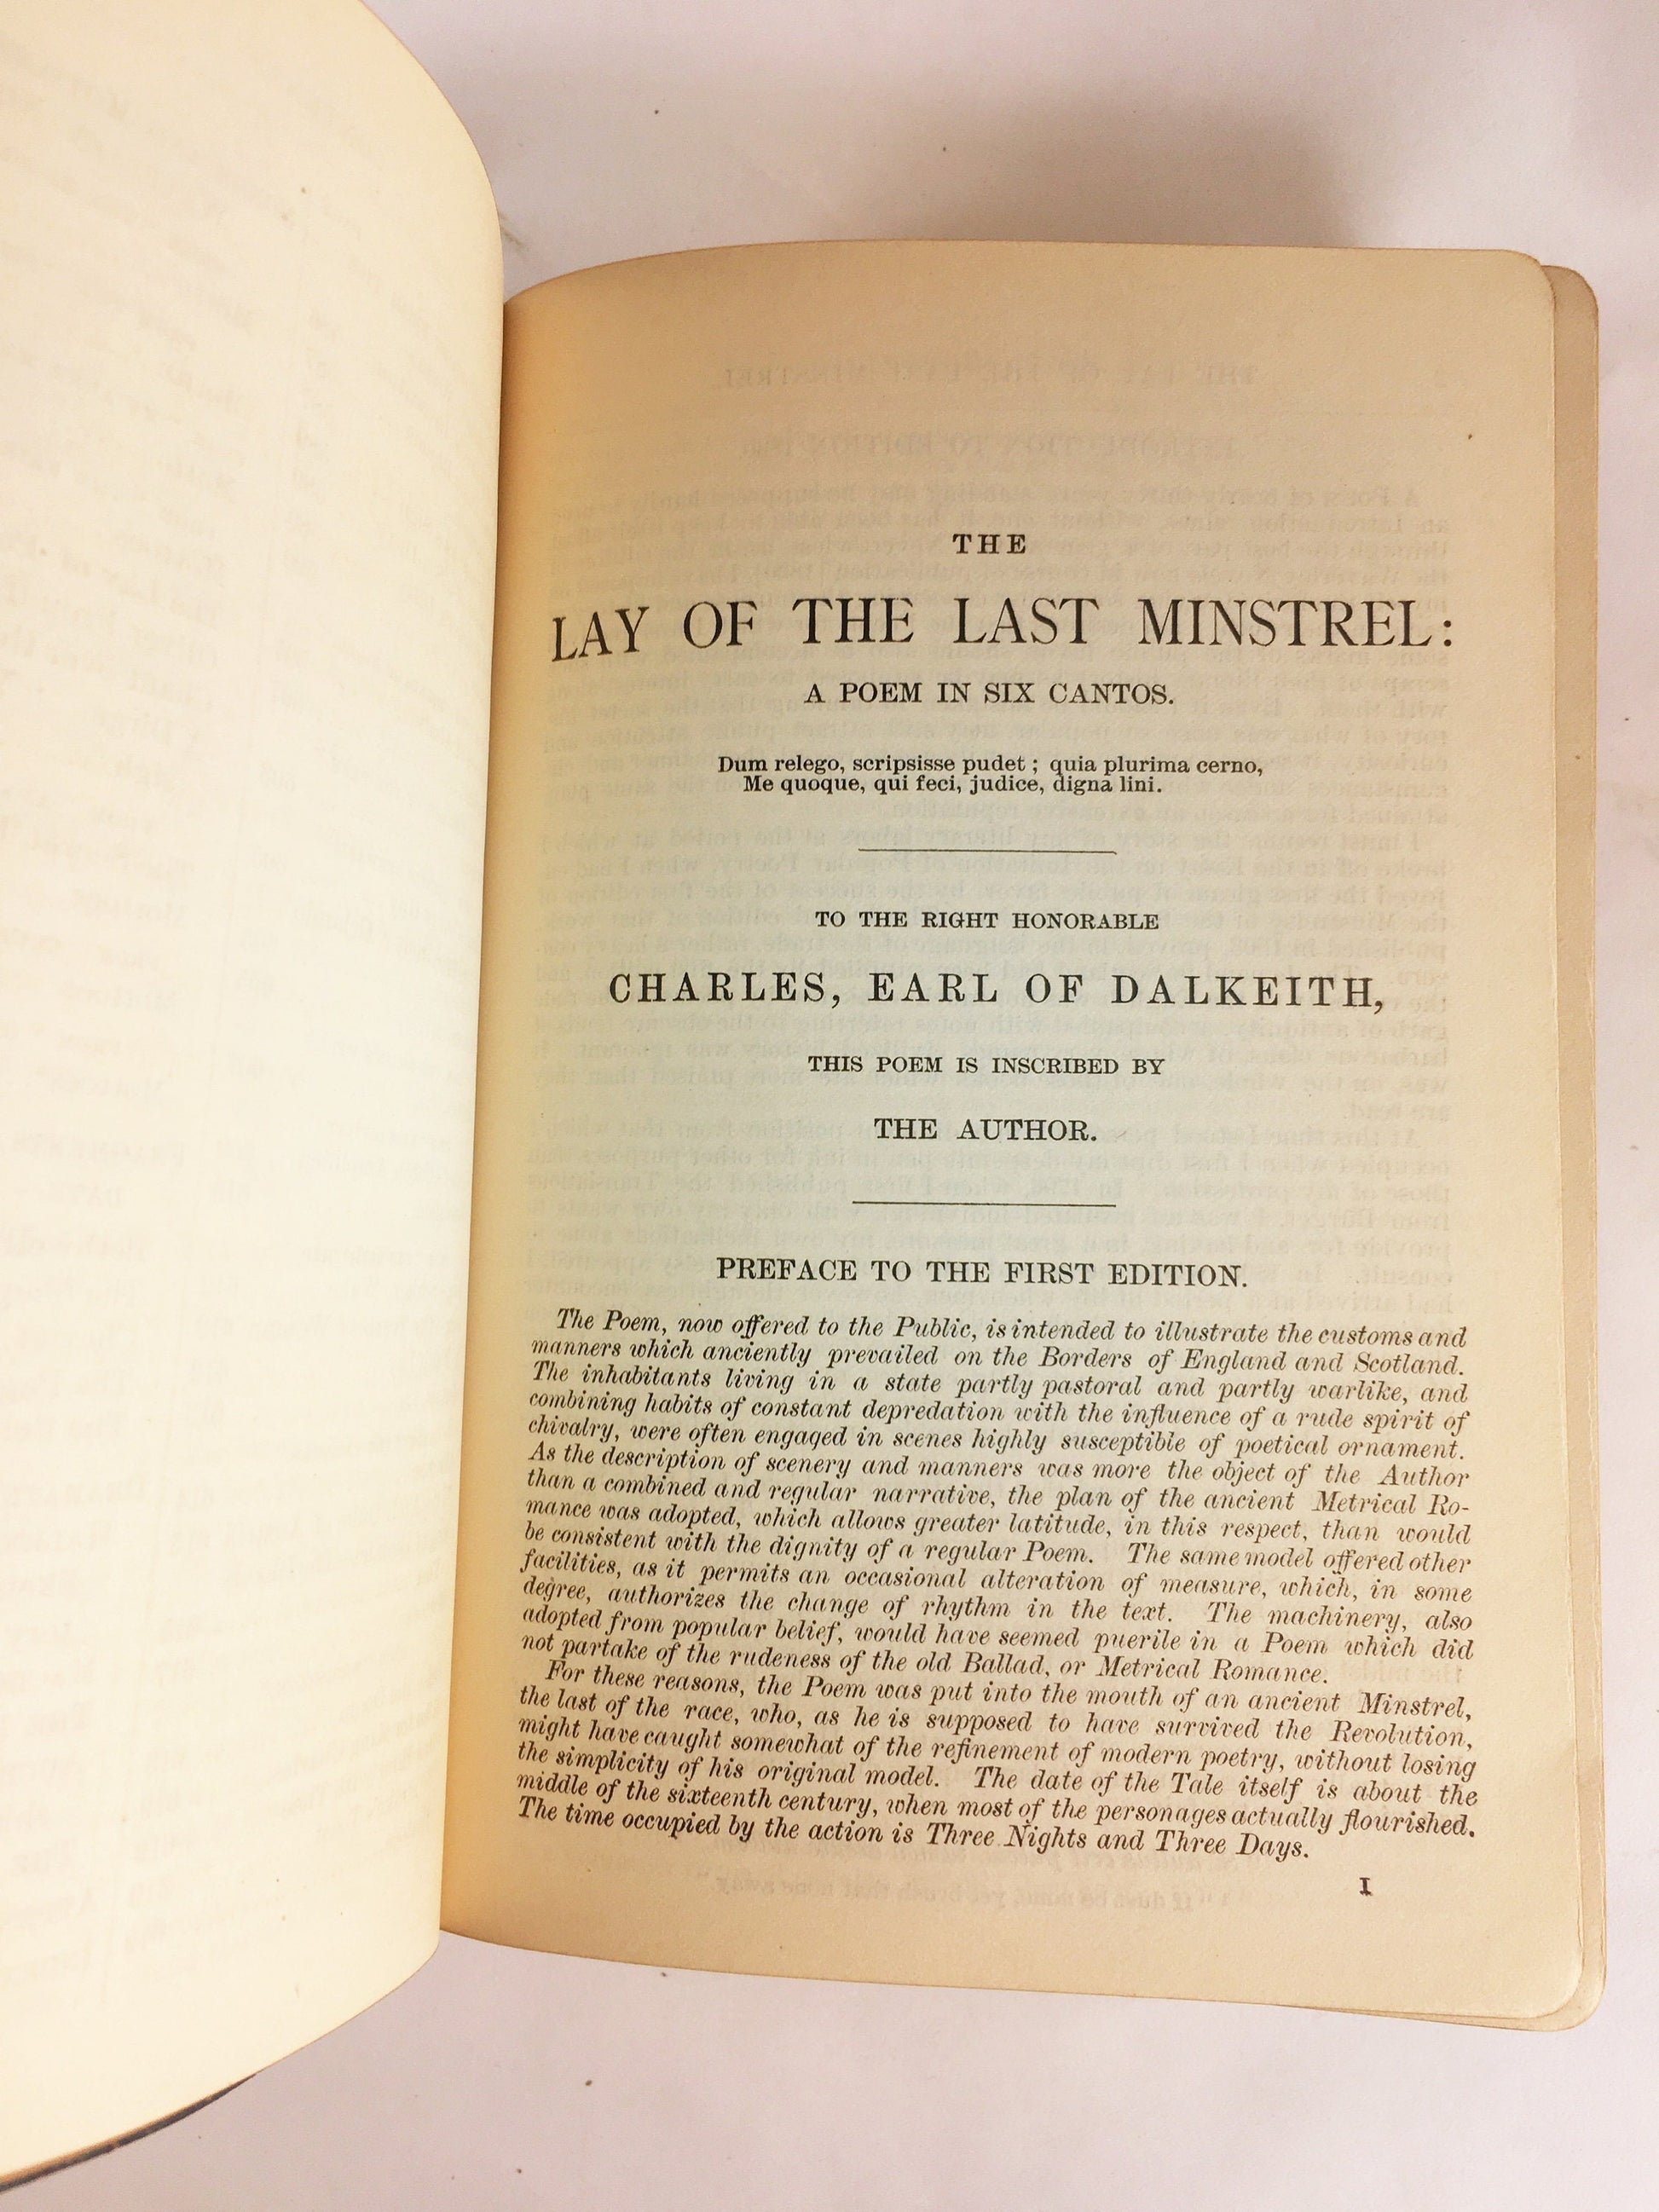 THE
LAY OF THE LAST MINSTREL:
A POEM IN SIX CANTOS.
Dum relego, scripsisse pudet ; quia plurima cerno,
Me quoque, qui feci, judice, digna lini.
TO THE RIGHT HONORABLE
CHARLES, EARL OF DALKEITH,
THIS POEM IS INSCRIBED BY
THE AUTHOR.
PREFACE TO THE FIRST EDITION.
The Poem, now offered to the Public, is intended to illustrate the customs and
manners which anciently prevailed on the Borders of England and Scotland.
The inhabitants living in a state partly pastoral and partly warlike, and
combining habits of constant depredation with the influence of a rude spirit of
chivalry, were often engaged in scenes highly susceptible of poetical ornament.
As the description of scenery and manners was more the object of the Author
than a combined and regular narrative, the plan of the ancient Metrical Ro-
mance was adopted, which allows greater latitude, in this respect, than would
be consistent with the dignity of a regular Poem. The same model offered other
facilities, as it permits an occasional alteration of measure, which, in some
degree, authorizes the change of rhythm in the text. The machinery, also
adopted from popular belief, would have seemed puerile in a Poem which did
not partake of the rudeness of the old Ballad, or Metrical Romance.
For these reasons, the Poem was put into the mouth of an ancient Minstrel,
the last of the race, who, as he is supposed to have survived the Revolution,
might have caught somewhat of the refinement of modern poetry, without losing
the simplicity of his original model. The date of the Tale itself is about the
middle of the sixteenth century, when most of the personages actually flourished.
The time occupied by the action is Three Nights and Three Days.
I